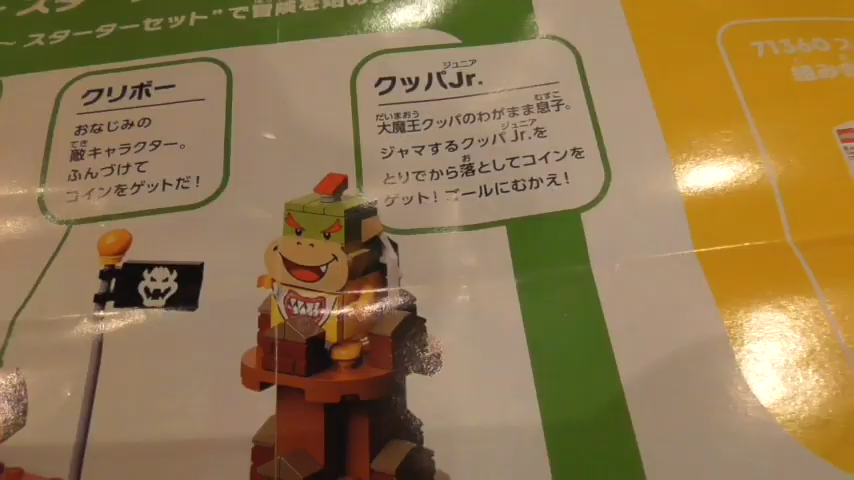 ～ スターターセット"で冒険を始め
クリボー
おなじみの
敵キャラクター。
ふんづけて
コインをゲットだ！
クッパJr.
大魔王クッパのわがまま息子。
ジャマするクッパJr.を
とりでから落としてコインを
ゲット！ゴールにむかえ！
71360